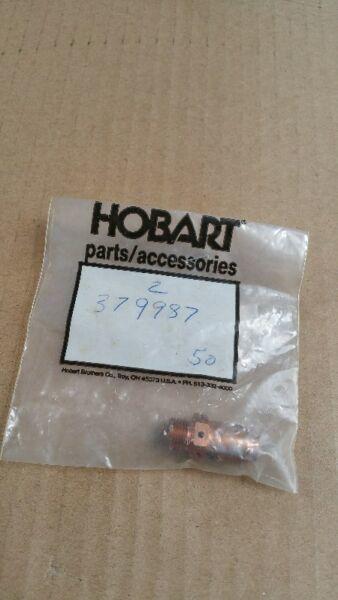 HOBART
parts/accessories
2
379987
50
Hobart Brothers Co., Troy, OH 45373 U.S.A. • PH. 513-332-4000